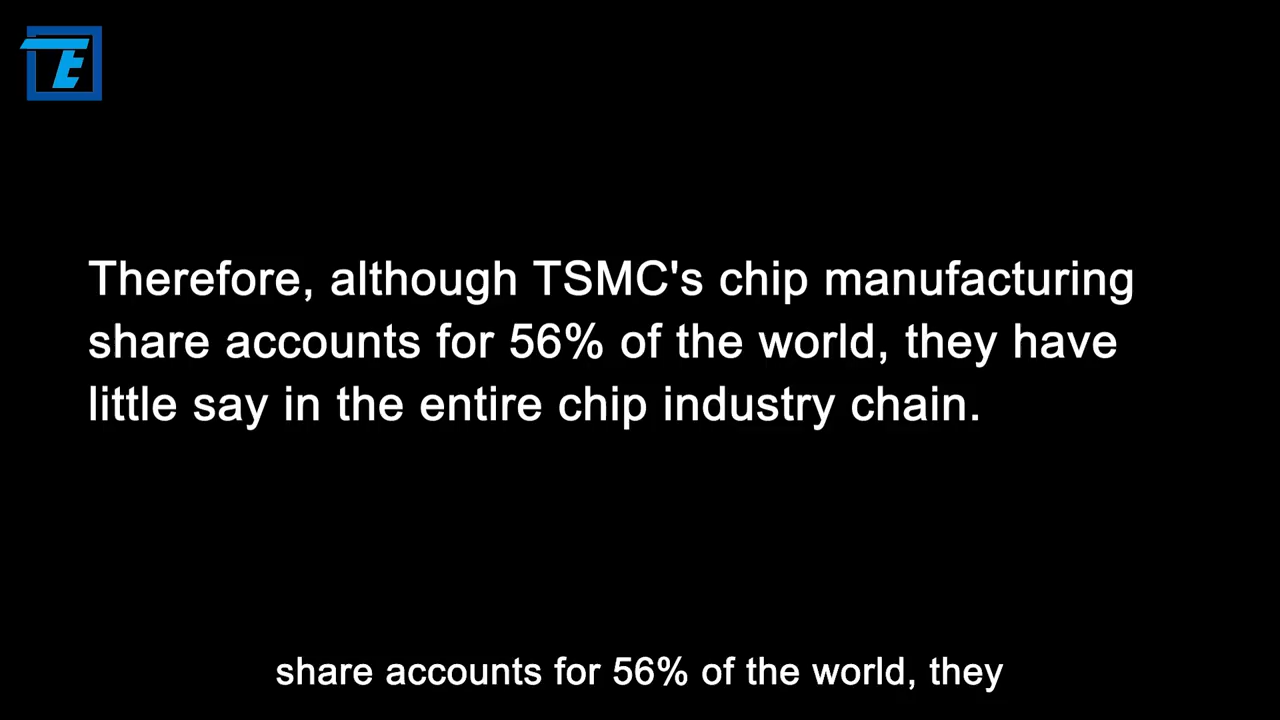 TE
Therefore, although TSMC's chip manufacturing
share accounts for 56% of the world, they have
little say in the entire chip industry chain.
share accounts for 56% of the world, they